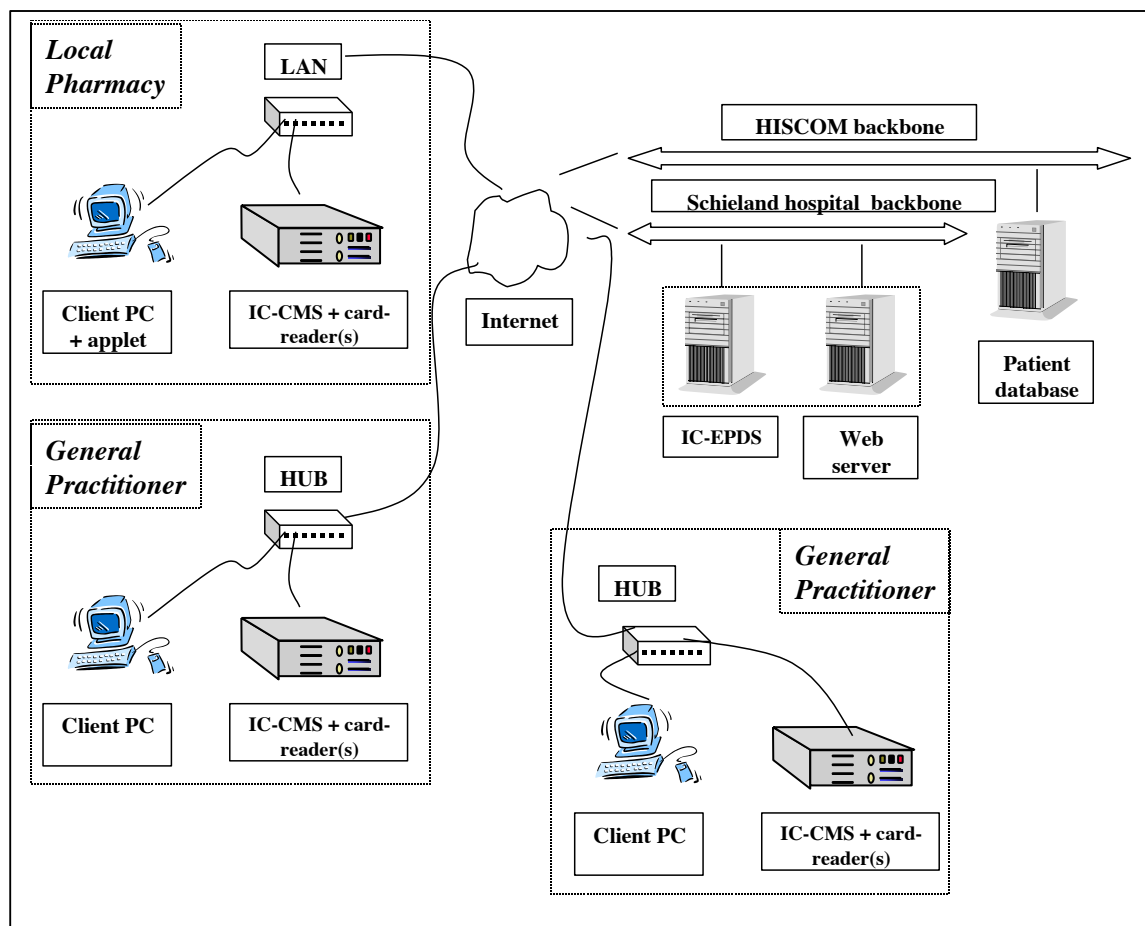 Local
Pharmacy
LAN
Client PC
+ applet
IC-CMS + card-
reader(s)
Internet
HISCOM backbone
Schieland hospital backbone
IC-EPDS
Web
server
Patient
database
General
Practitioner
HUB
Client PC
IC-CMS + card-
reader(s)
General
Practitioner
HUB
Client PC
IC-CMS + card-
reader(s)